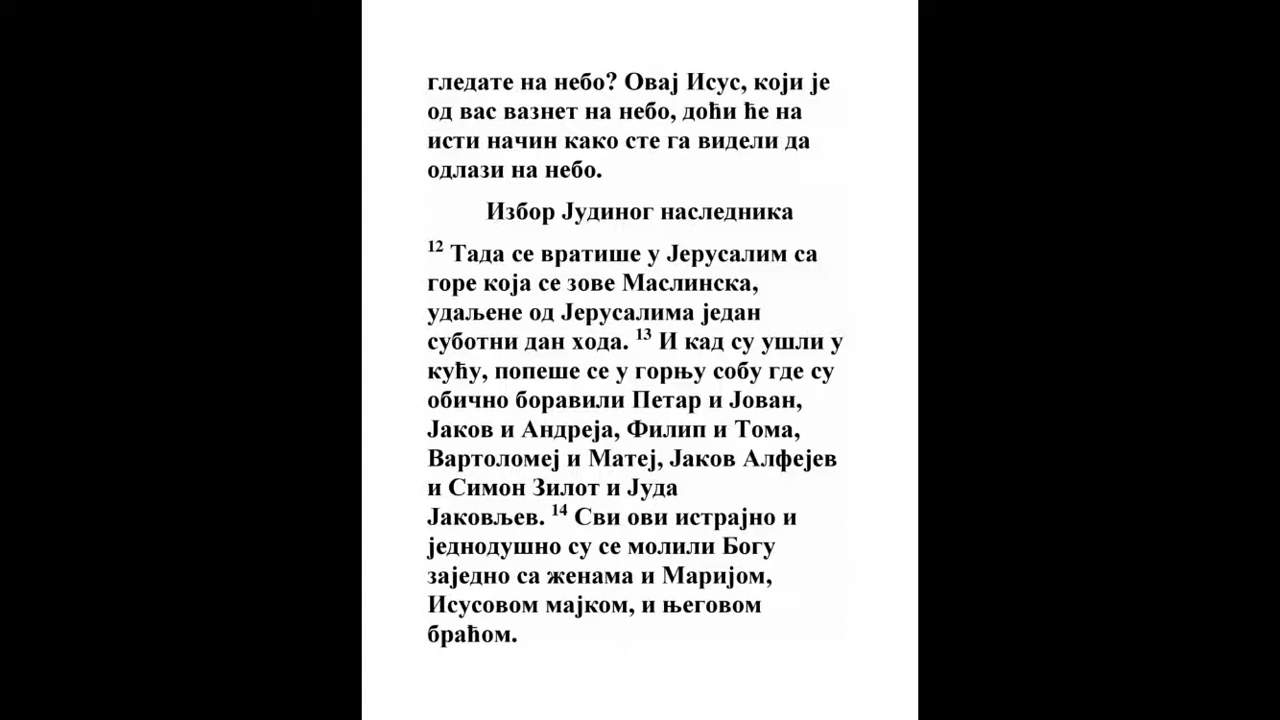 гледате на небо? Овај Исус, који је
од вас вазнет на небо, доћи ће на
исти начин како сте га видели да
одлази на небо.
Избор Јудиног наследника
12 Тада се вратише у Јерусалим са
горе која се зове Маслинска,
удаљене од Јерусалима један
суботни дан хода. 13 И кад су ушли у
кућу, попеше се у горњу собу где су
обично боравили Петар и Јован,
Јаков и Андреја, Филип и Тома,
Вартоломеј и Матеј, Јаков Алфејев
и Симон Зилот и Јуда
Јаковљев. 14 Сви ови истрајно и
једнодушно су се молили Богу
заједно са женама и Маријом,
Исусовом мајком, и његовом
браћом.